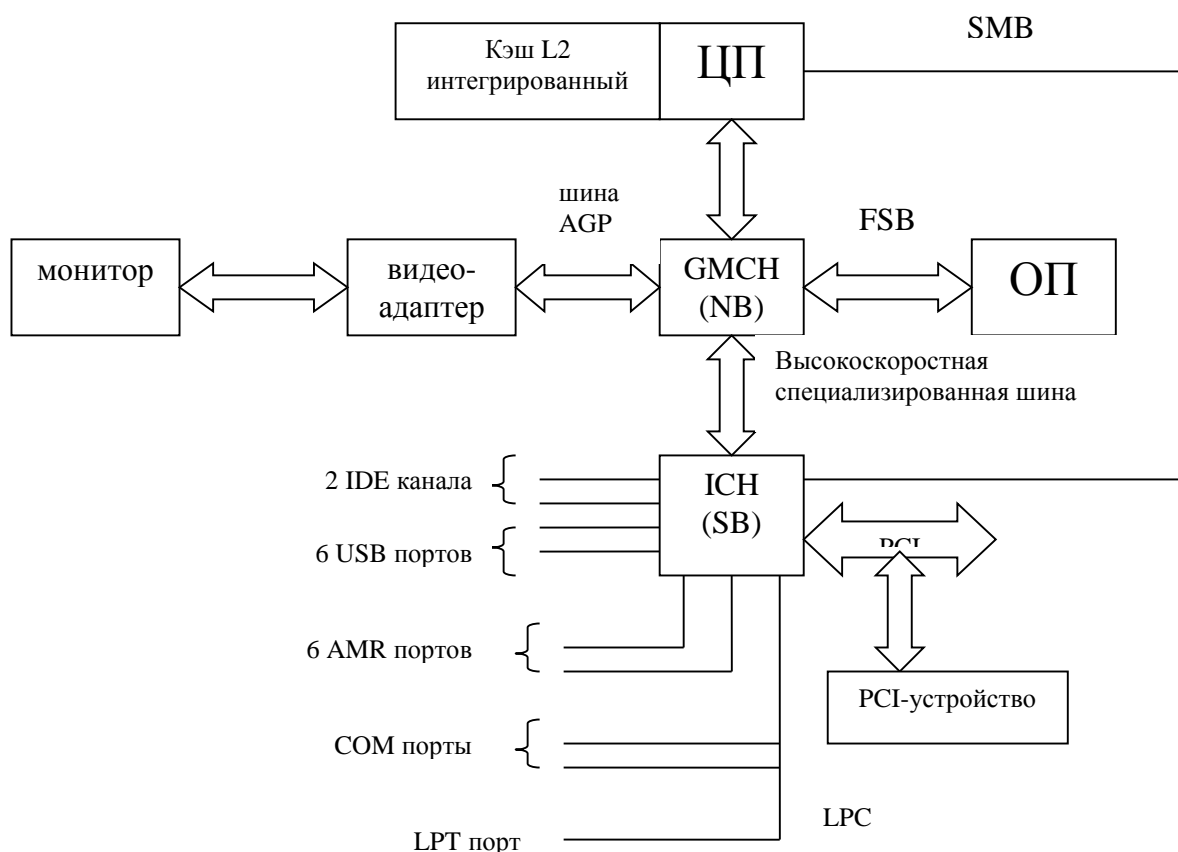 SMB
Кэш L2
интегрированный
ЦП
шина
AGP
FSB
монитор
видео-
адаптер
GMCH
(NB)
ОП
Высокоскоростная
специализированная шина
2 IDE канала
ICH
(SB)
6 USB портов
PCI
6 AMR портов
PCI-устройство
COM порты
LPC
LPT порт